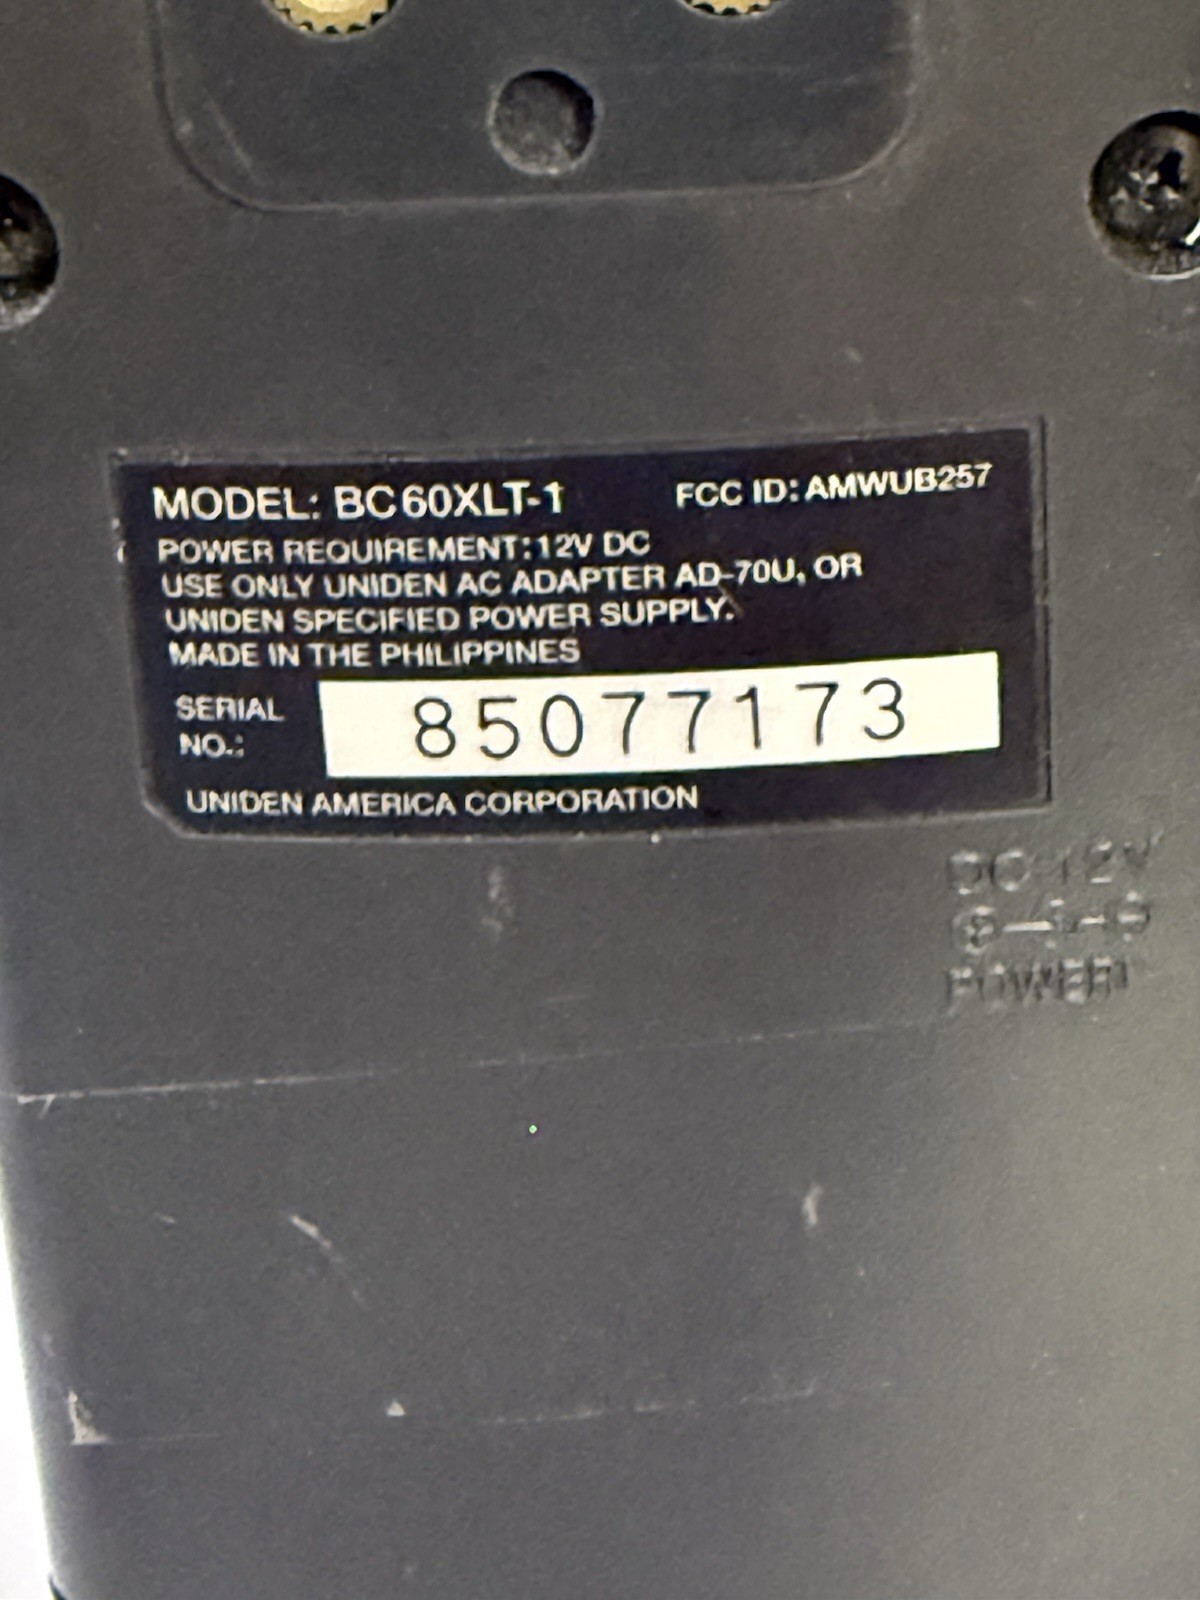 MODEL: BC60XLT-1 FCC ID: AMWUB257
POWER REQUIREMENT: 12V DC
USE ONLY UNIDEN AC ADAPTER AD-70U, OR
UNIDEN SPECIFIED POWER SUPPLY.
MADE IN THE PHILIPPINES
SERIAL NO.: 85077173
UNIDEN AMERICA CORPORATION
DC 12V
POWER